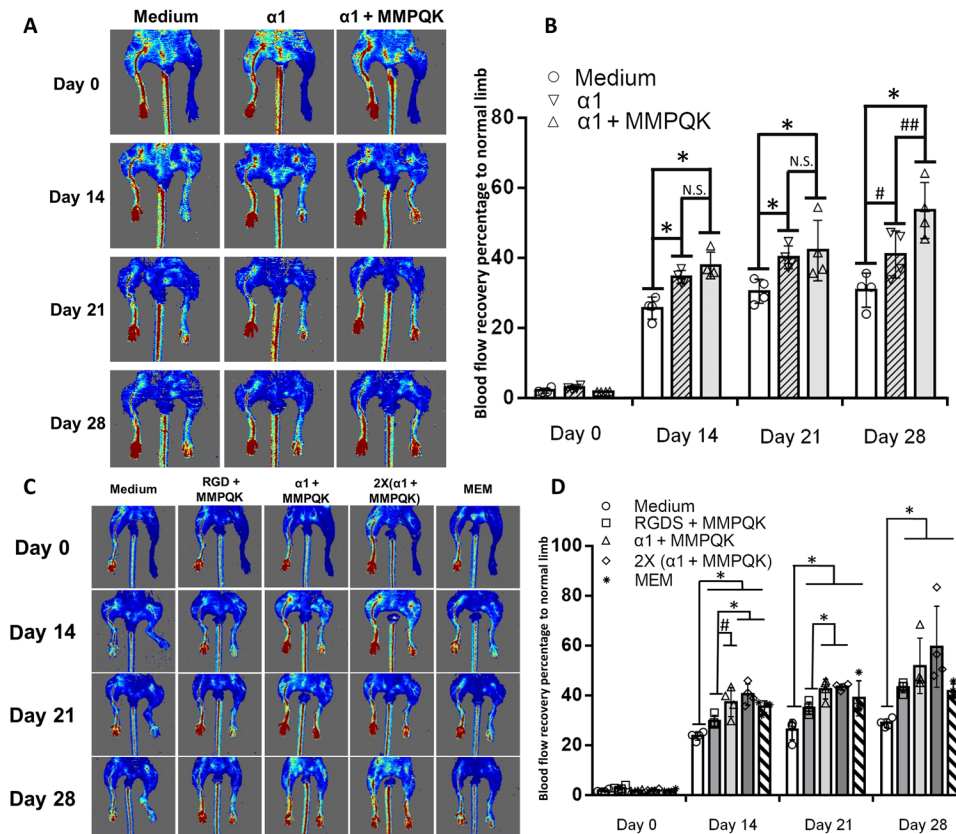 A
Medium α1 α1 + MMPQK
Day 0
Day 14
Day 21
Day 28
B
Medium
α1
α1 + MMPQK
Blood flow recovery percentage to normal limb
80
60
40
20
0
* N.S. *
* N.S. *
* # ##
Day 0 Day 14 Day 21 Day 28
C
Medium RGD + MMPQK α1 + MMPQK 2X(α1 + MMPQK) MEM
Day 0
Day 14
Day 21
Day 28
D
Medium
RGDS + MMPQK
α1 + MMPQK
2X (α1 + MMPQK)
MEM
Blood flow recovery percentage to normal limb
100
80
60
40
20
0
* * #
* *
*
Day 0 Day 14 Day 21 Day 28